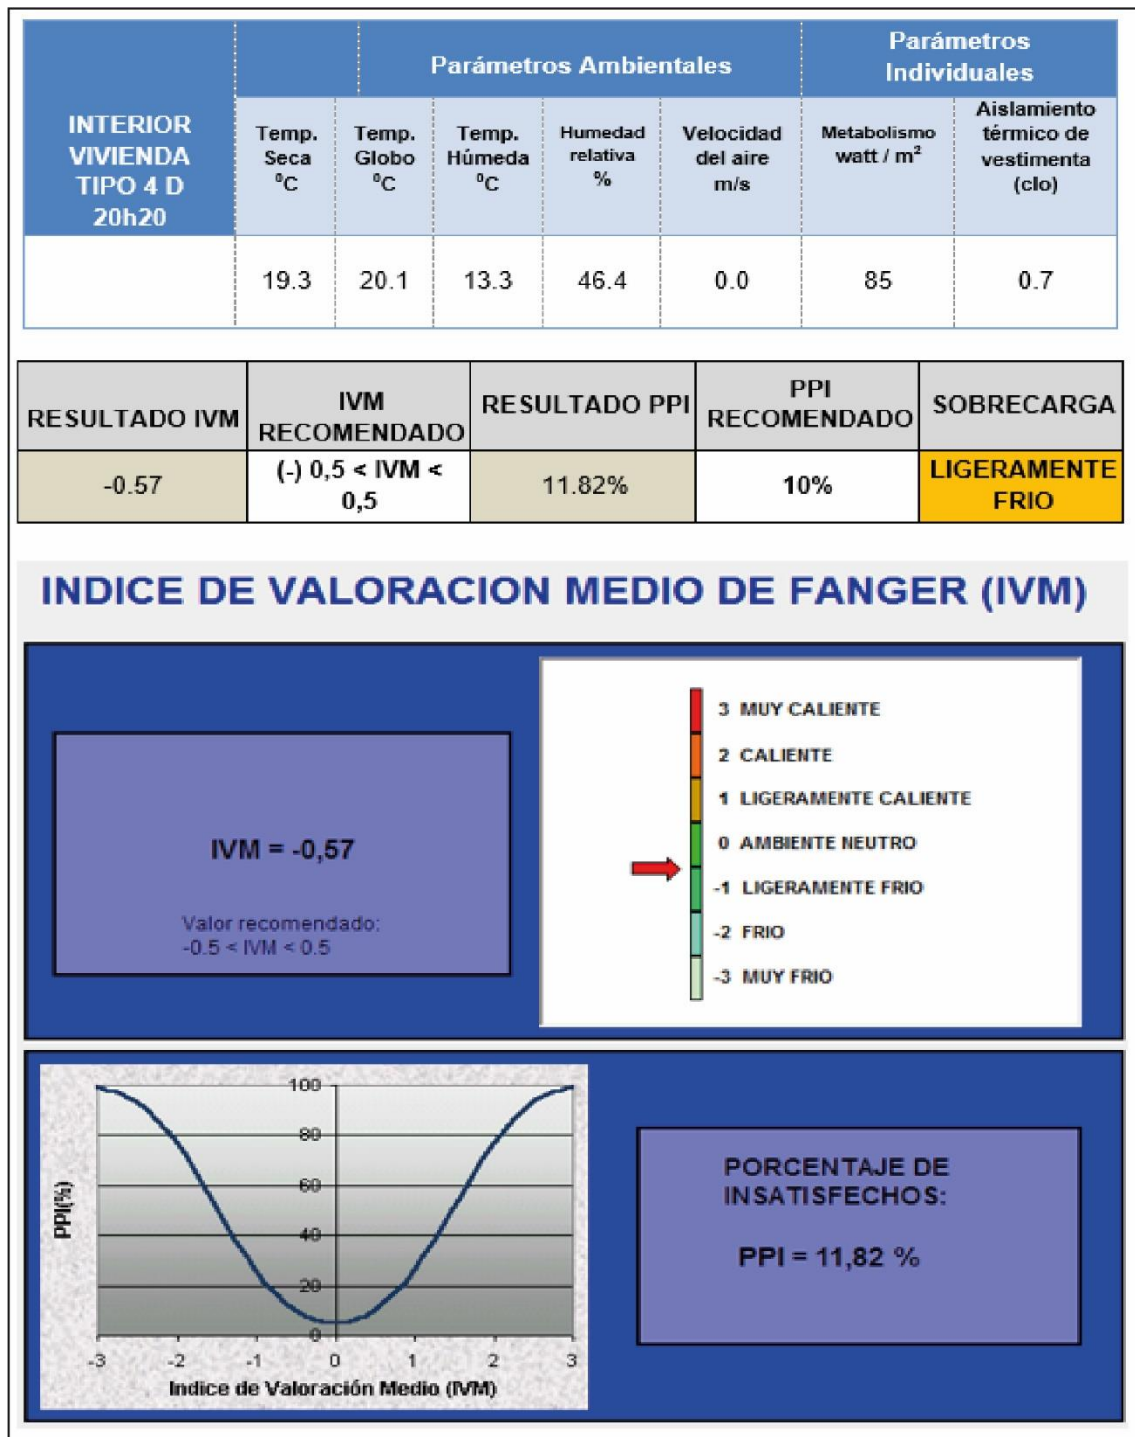 Parámetros Ambientales
Parámetros
Individuales
INTERIOR
VIVIENDA
TIPO 4 D
20h20
Temp.
Seca
⁰C
Temp.
Globo
⁰C
Temp.
Húmeda
⁰C
Humedad
relativa
%
Velocidad
del aire
m/s
Metabolismo
watt / m²
Aislamiento
térmico de
vestimenta
(clo)
19.3 20.1 13.3 46.4 0.0 85 0.7
RESULTADO IVM
IVM
RECOMENDADO
RESULTADO PPI
PPI
RECOMENDADO
SOBRECARGA
-0.57
(-) 0,5 < IVM <
0,5
11.82%
10%
LIGERAMENTE
FRIO
INDICE DE VALORACION MEDIO DE FANGER (IVM)
IVM = -0,57
Valor recomendado:
-0.5 < IVM < 0.5
3 MUY CALIENTE
2 CALIENTE
1 LIGERAMENTE CALIENTE
0 AMBIENTE NEUTRO
-1 LIGERAMENTE FRIO
-2 FRIO
-3 MUY FRIO
PPI(%)
100
80
60
40
20
0
-3 -2 -1 0 1 2 3
Indice de Valoración Medio (IVM)
PORCENTAJE DE
INSATISFECHOS:
PPI = 11,82 %